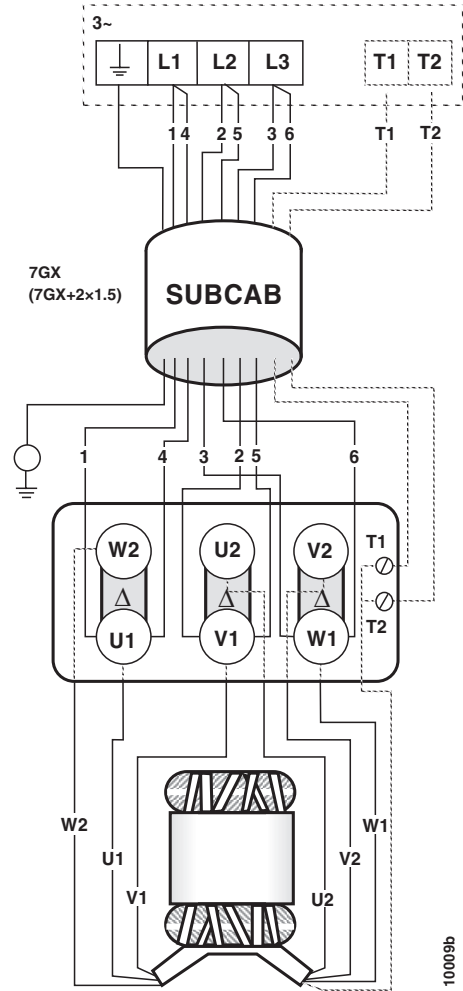 3~
L1 L2 L3 T1 T2
1 4 2 5 3 6 T1 T2
7GX
(7GX+2×1.5)
SUBCAB
1 4 3 2 5 6
W2 U2 V2 T1
Δ Δ Δ
U1 V1 W1 T2
W2 U1 V1 U2 V2 W1
10009b